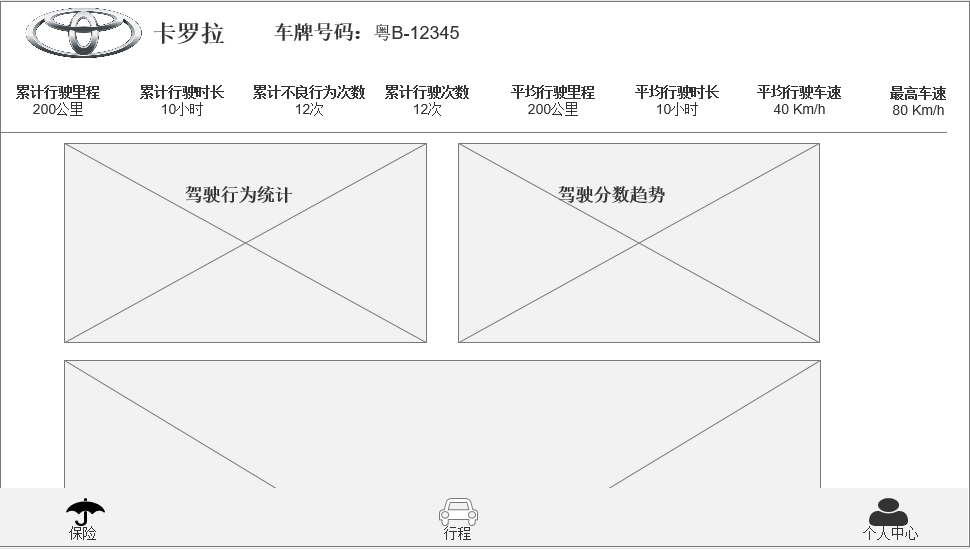 卡罗拉 车牌号码：粤B-12345
累计行驶里程 累计行驶时长 累计不良行为次数 累计行驶次数 平均行驶里程 平均行驶时长 平均行驶车速 最高车速
200公里 10小时 12次 12次 200公里 10小时 40 Km/h 80 Km/h
驾驶行为统计 驾驶分数趋势
保险 行程 个人中心